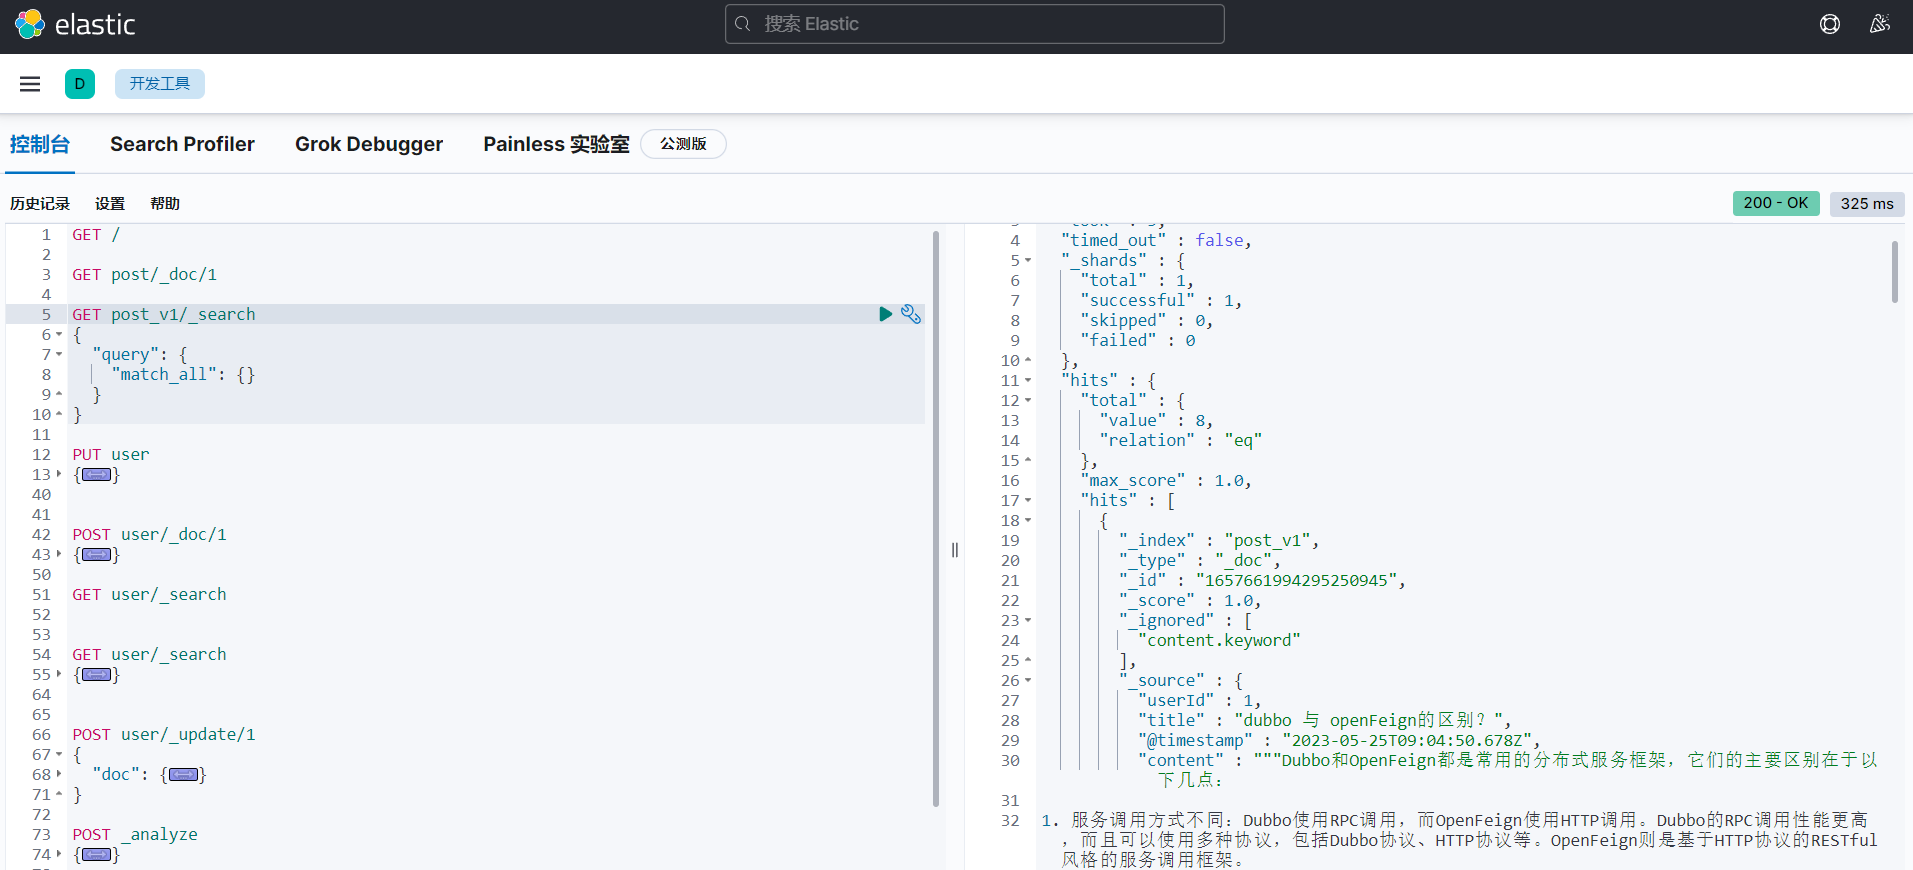 elastic
搜索 Elastic
D
开发工具
控制台
Search Profiler
Grok Debugger
Painless 实验室
公测版
历史记录
设置
帮助
200 - OK
325 ms
1 GET /
2
3 GET post/_doc/1
4
5 GET post_v1/_search
6 {
7 "query": {
8 "match_all": {}
9 }
10 }
11
12 PUT user
13 {}
40
41
42 POST user/_doc/1
43 {}
50
51 GET user/_search
52
53
54 GET user/_search
55 {}
64
65
66 POST user/_update/1
67 {
68 "doc": {}
71 }
72
73 POST _analyze
74 {}
4 "timed_out" : false,
5 "_shards" : {
6 "total" : 1,
7 "successful" : 1,
8 "skipped" : 0,
9 "failed" : 0
10 },
11 "hits" : {
12 "total" : {
13 "value" : 8,
14 "relation" : "eq"
15 },
16 "max_score" : 1.0,
17 "hits" : [
18 {
19 "_index" : "post_v1",
20 "_type" : "_doc",
21 "_id" : "1657661994295250945",
22 "_score" : 1.0,
23 "_ignored" : [
24 "content.keyword"
25 ],
26 "_source" : {
27 "userId" : 1,
28 "title" : "dubbo 与 openFeign的区别？",
29 "@timestamp" : "2023-05-25T09:04:50.678Z",
30 "content" : """Dubbo和OpenFeign都是常用的分布式服务框架，它们的主要区别在于以
下几点：
31
32 1. 服务调用方式不同：Dubbo使用RPC调用，而OpenFeign使用HTTP调用。Dubbo的RPC调用性能更高
，而且可以使用多种协议，包括Dubbo协议、HTTP协议等。OpenFeign则是基于HTTP协议的RESTful
风格的服务调用框架。